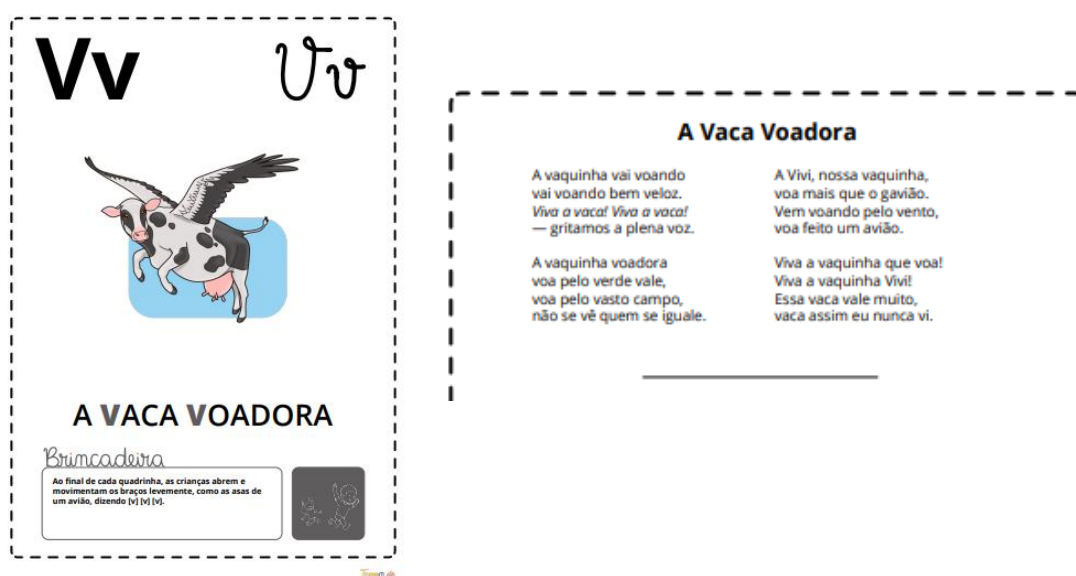 Vv
Vv
A VACA VOADORA
Brincadeira
Ao final de cada quadrinha, as crianças abrem e
movimentam os braços levemente, como as asas de
um avião, dizendo [v] [v] [v].
A Vaca Voadora
A vaquinha vai voando
vai voando bem veloz.
Viva a vaca! Viva a vaca!
— gritamos a plena voz.
A vaquinha voadora
voa pelo verde vale,
voa pelo vasto campo,
não se vê quem se iguale.
A Vivi, nossa vaquinha,
voa mais que o gavião.
Vem voando pelo vento,
voa feito um avião.
Viva a vaquinha que voa!
Viva a vaquinha Vivi!
Essa vaca vale muito,
vaca assim eu nunca vi.